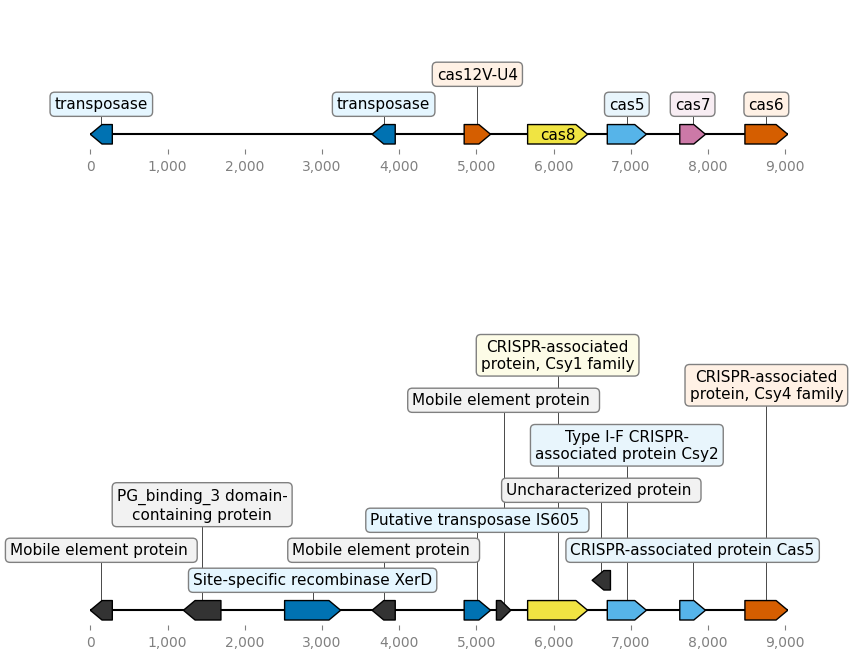 cas12V-U4
transposase
transposase
cas5
cas7
cas6
cas8
0
1,000
2,000
3,000
4,000
5,000
6,000
7,000
8,000
9,000
CRISPR-associated
protein, Csy1 family
CRISPR-associated
protein, Csy4 family
Mobile element protein
Type I-F CRISPR-
associated protein Csy2
PG_binding_3 domain-
containing protein
Uncharacterized protein
Putative transposase IS605
Mobile element protein
Mobile element protein
CRISPR-associated protein Cas5
Site-specific recombinase XerD
0
1,000
2,000
3,000
4,000
5,000
6,000
7,000
8,000
9,000